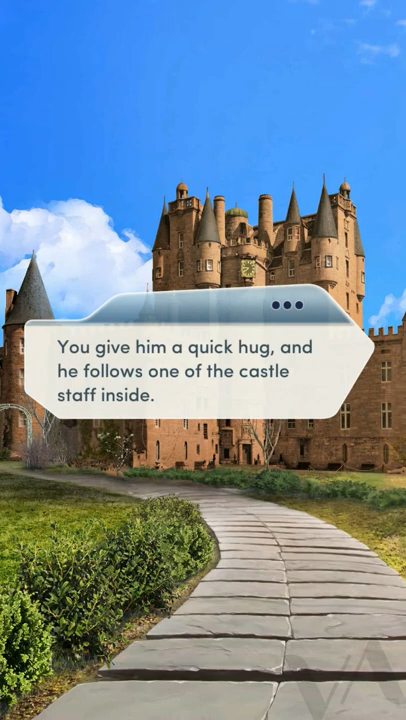 You give him a quick hug, and
he follows one of the castle
staff inside.